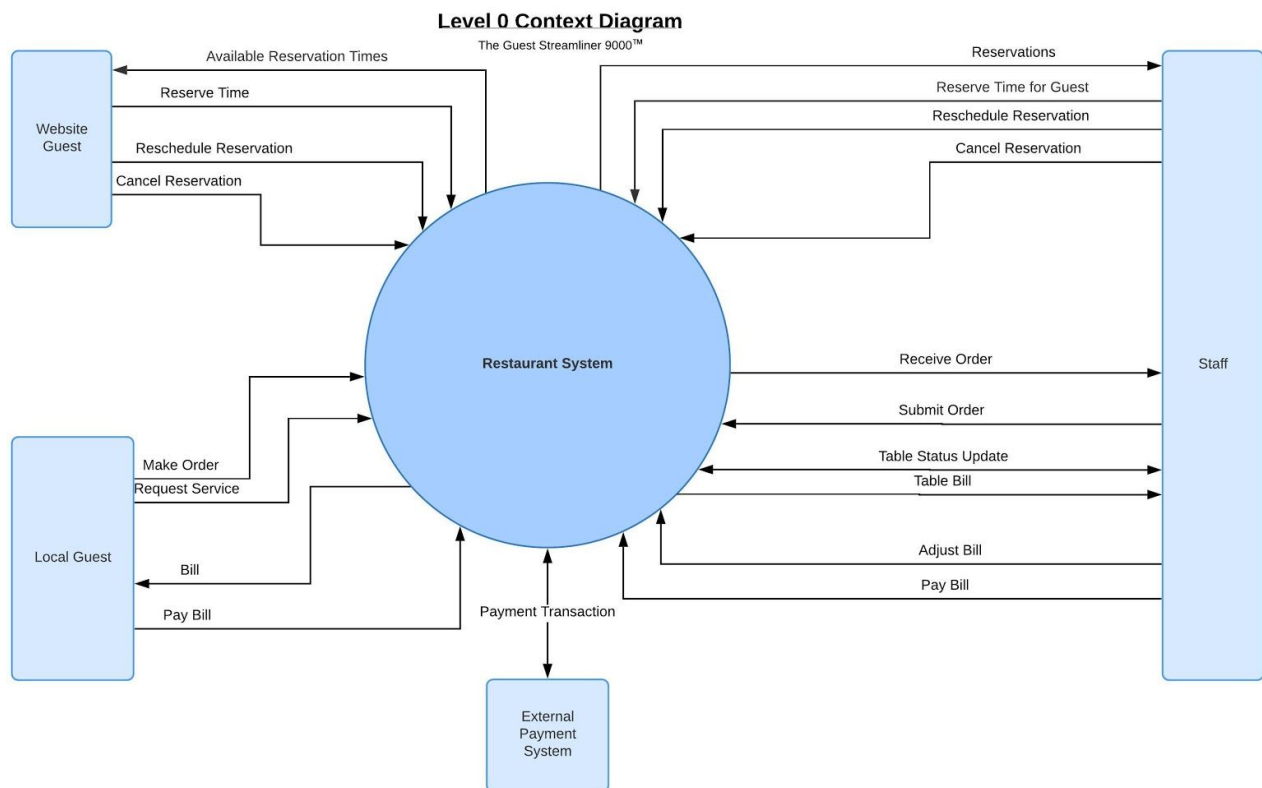 Level 0 Context Diagram
The Guest Streamliner 9000™
Available Reservation Times
Reserve Time
Website
Guest
Reschedule Reservation
Cancel Reservation
Reservations
Reserve Time for Guest
Reschedule Reservation
Cancel Reservation
Restaurant System
Receive Order
Staff
Submit Order
Table Status Update
Table Bill
Adjust Bill
Pay Bill
Make Order
Request Service
Local Guest
Bill
Pay Bill
Payment Transaction
External
Payment
System